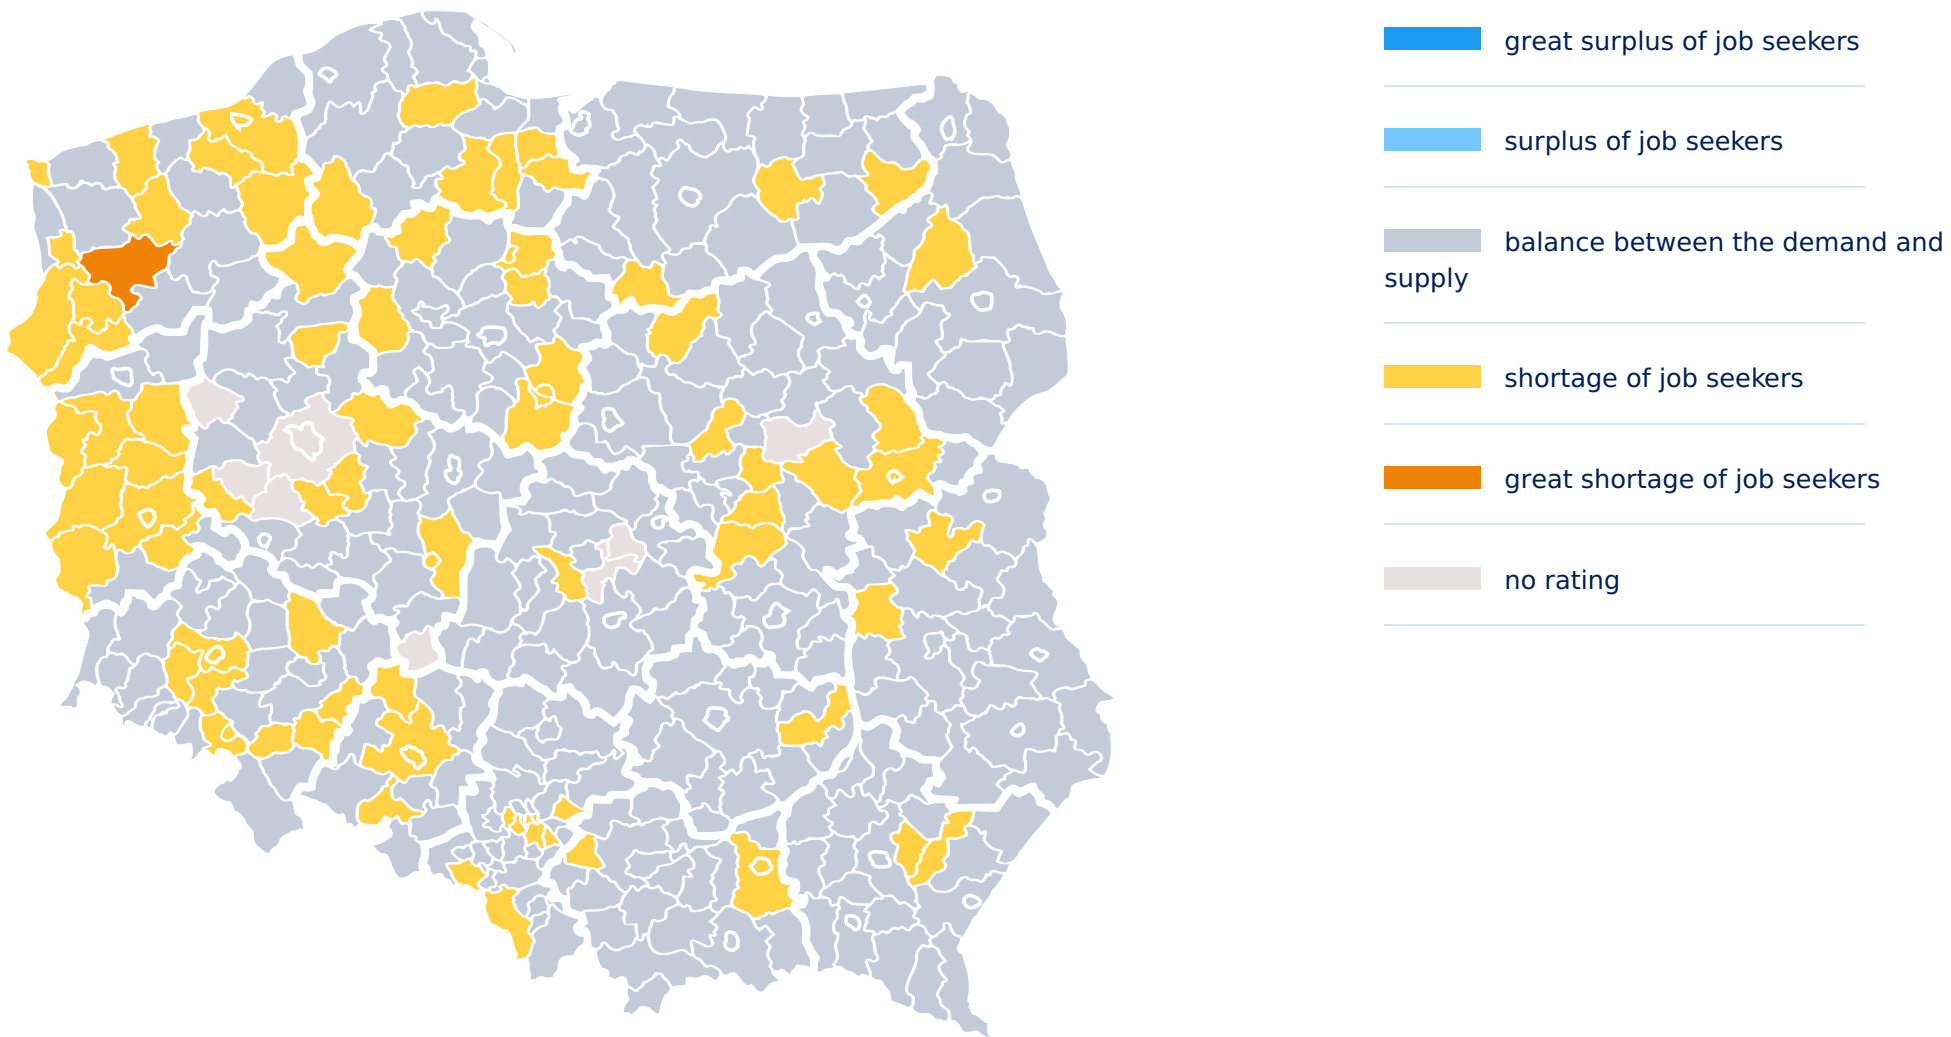 great surplus of job seekers
surplus of job seekers
balance between the demand and
supply
shortage of job seekers
great shortage of job seekers
no rating